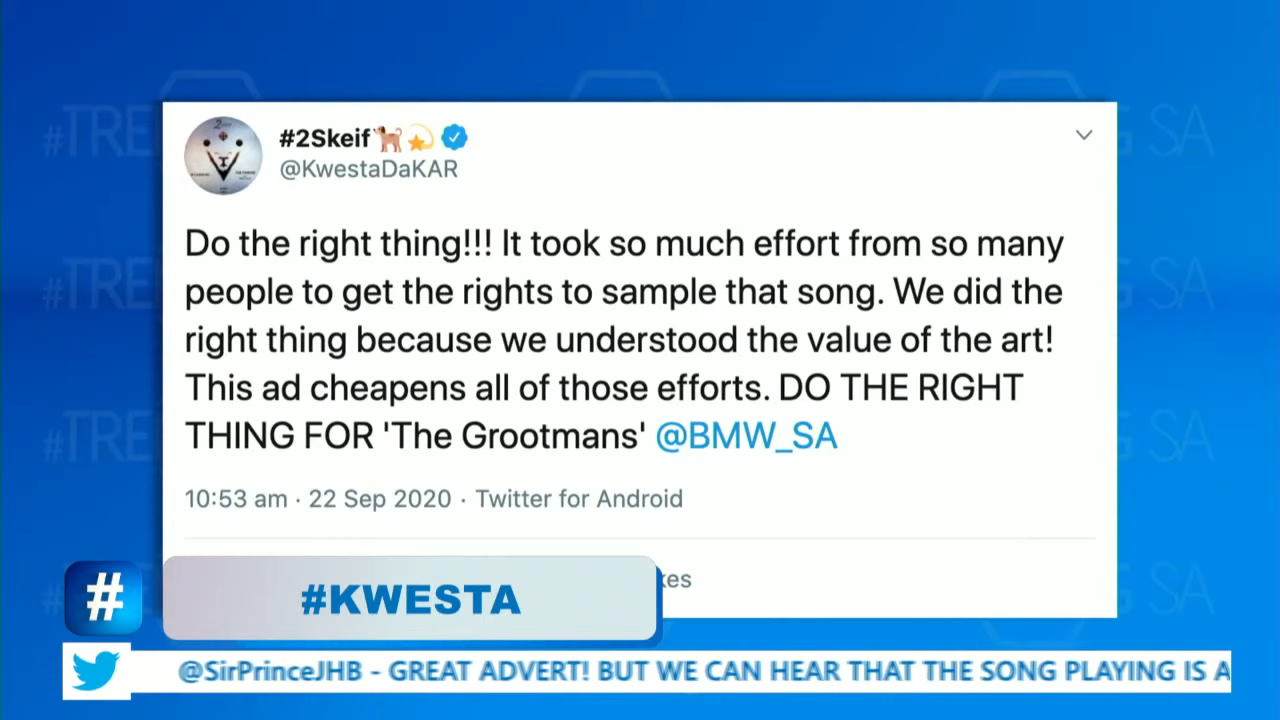 #2Skeif
@KwestaDaKAR
Do the right thing!!! It took so much effort from so many
people to get the rights to sample that song. We did the
right thing because we understood the value of the art!
This ad cheapens all of those efforts. DO THE RIGHT
THING FOR 'The Grootmans' @BMW_SA
10:53 am · 22 Sep 2020 · Twitter for Android
#
#KWESTA
@SirPrinceJHB - GREAT ADVERT! BUT WE CAN HEAR THAT THE SONG PLAYING IS A